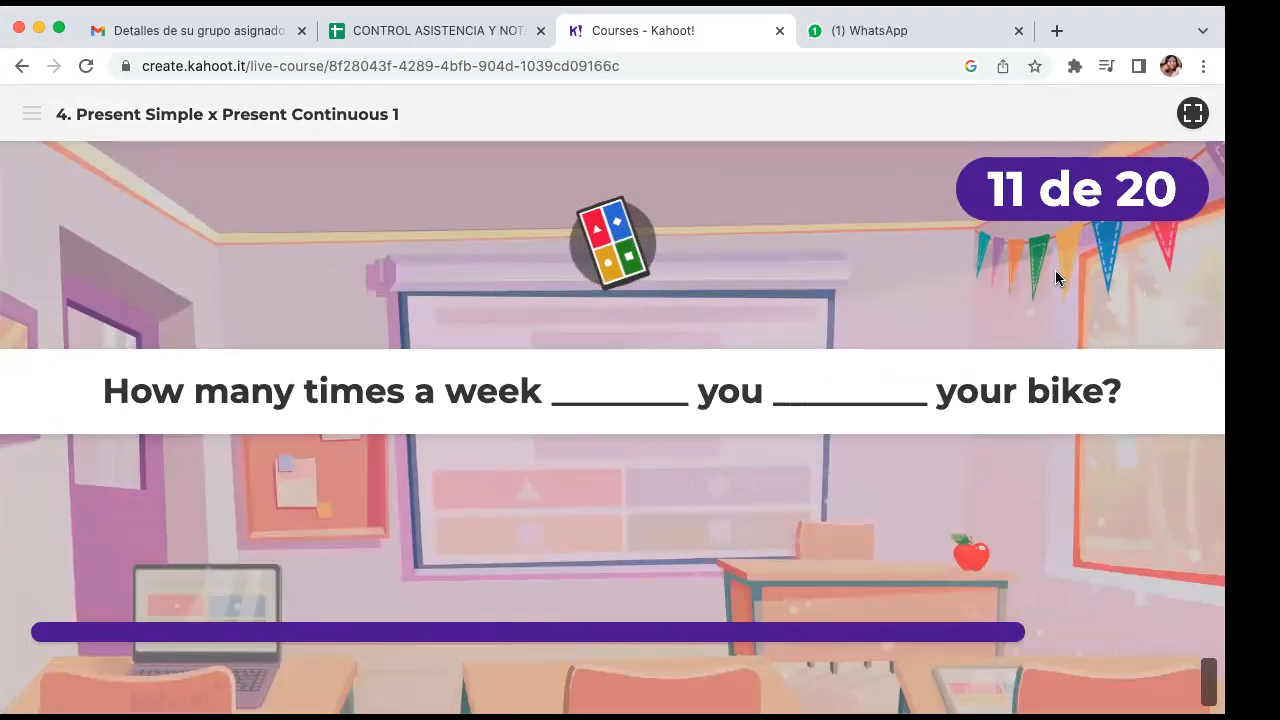 Detalles de su grupo asignado
CONTROL ASISTENCIA Y NOT
K! Courses - Kahoot!
1 (1) WhatsApp
create.kahoot.it/live-course/8f28043f-4289-4bfb-904d-1039cd09166c
4. Present Simple x Present Continuous 1
11 de 20
How many times a week ________ you _________ your bike?